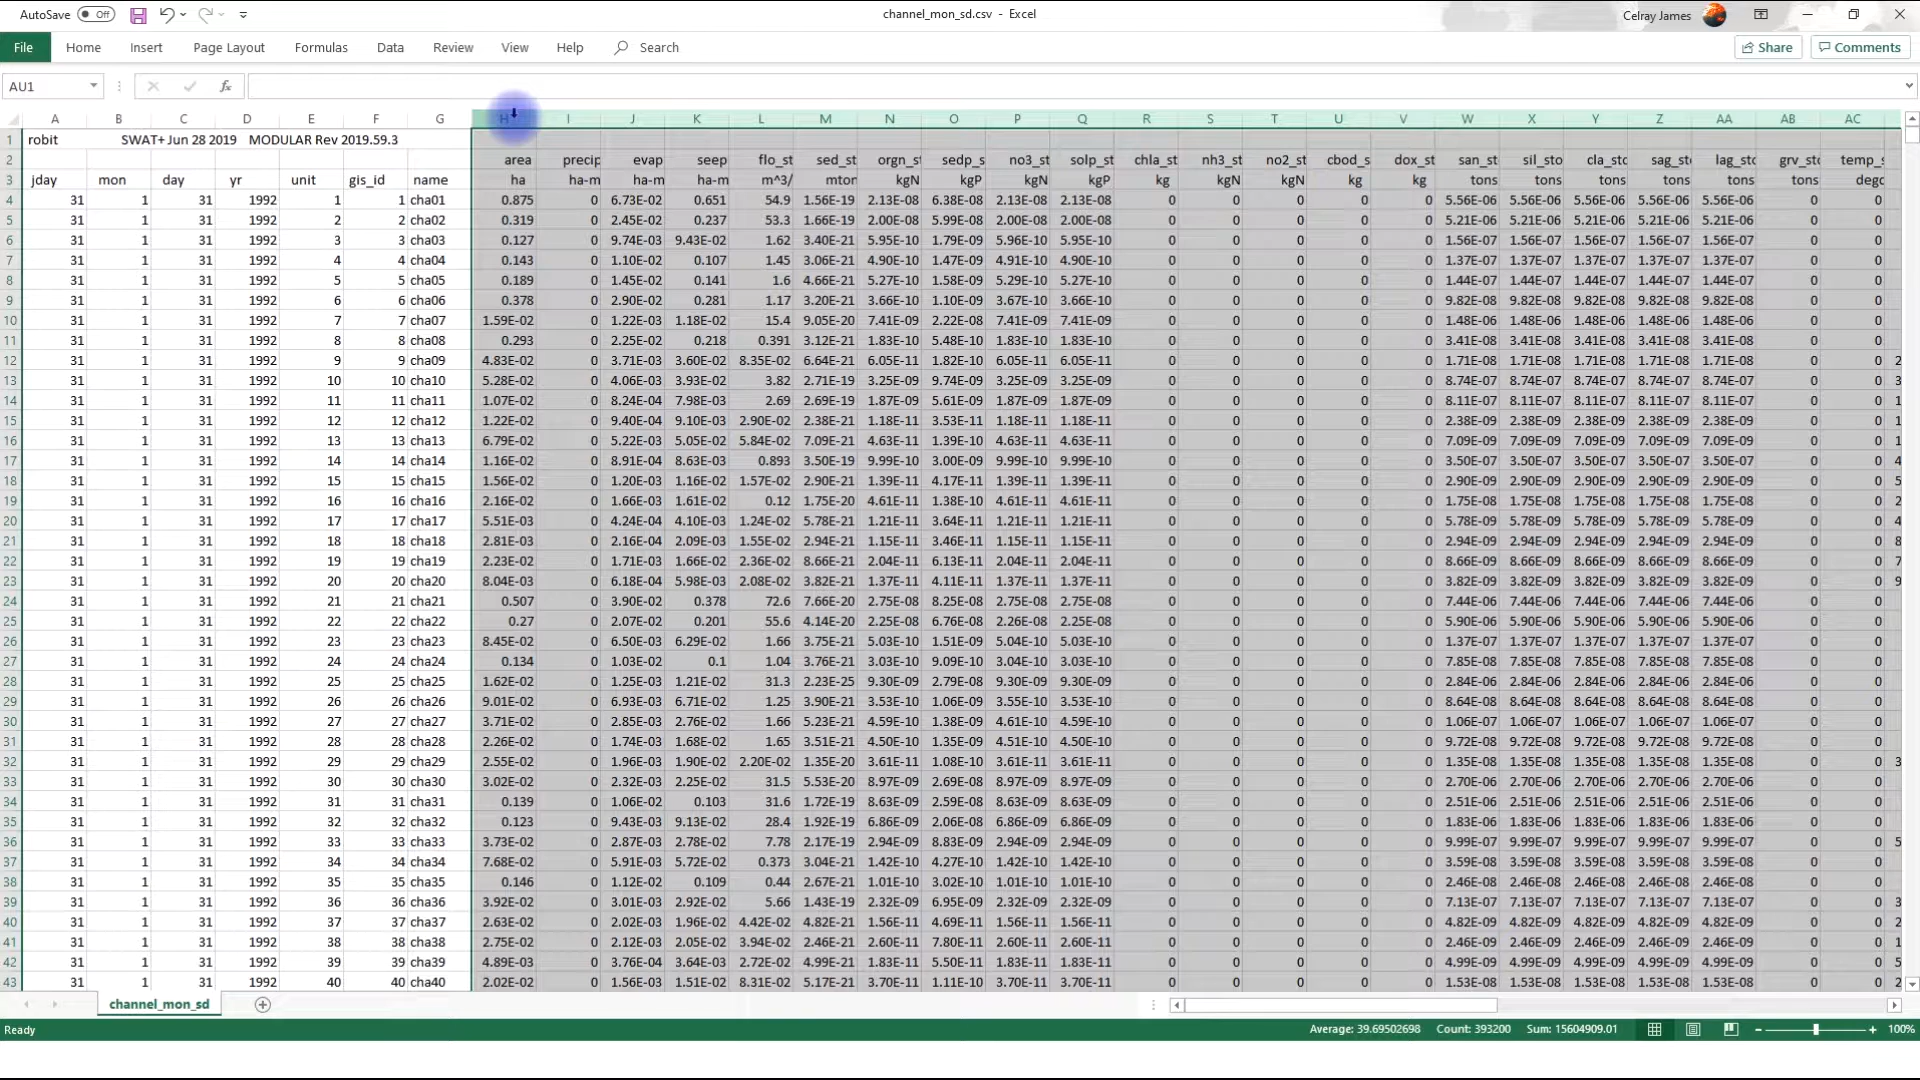 AutoSave Off channel_mon_sd.csv - Excel Celray James
File Home Insert Page Layout Formulas Data Review View Help Search Share Comments
AU1 fx
A B C D E F G H I J K L M N O P Q R S T U V W X Y Z AA AB AC
1 robit SWAT+ Jun 28 2019 MODULAR Rev 2019.59.3
2 area precip evap seep flo_st sed_st orgn_st sedp_s no3_st solp_st chla_st nh3_st no2_st cbod_s dox_st san_st sil_sto cla_stc sag_stc lag_stc grv_sto temp_s
3 jday mon day yr unit gis_id name ha ha-m ha-m ha-m m^3/ mton kgN kgP kgN kgP kg kgN kgN kg kg tons tons tons tons tons tons degc
4 31 1 31 1992 1 1 cha01 0.875 0 6.73E-02 0.651 54.9 1.56E-19 2.13E-08 6.38E-08 2.13E-08 2.13E-08 0 0 0 0 0 5.56E-06 5.56E-06 5.56E-06 5.56E-06 5.56E-06 0 0
5 31 1 31 1992 2 2 cha02 0.319 0 2.45E-02 0.237 53.3 1.66E-19 2.00E-08 5.99E-08 2.00E-08 2.00E-08 0 0 0 0 0 5.21E-06 5.21E-06 5.21E-06 5.21E-06 5.21E-06 0 0
6 31 1 31 1992 3 3 cha03 0.127 0 9.74E-03 9.43E-02 1.62 3.40E-21 5.95E-10 1.79E-09 5.96E-10 5.95E-10 0 0 0 0 0 1.56E-07 1.56E-07 1.56E-07 1.56E-07 1.56E-07 0 0
7 31 1 31 1992 4 4 cha04 0.143 0 1.10E-02 0.107 1.45 3.06E-21 4.90E-10 1.47E-09 4.91E-10 4.90E-10 0 0 0 0 0 1.37E-07 1.37E-07 1.37E-07 1.37E-07 1.37E-07 0 0
8 31 1 31 1992 5 5 cha05 0.189 0 1.45E-02 0.141 1.6 4.66E-21 5.27E-10 1.58E-09 5.29E-10 5.27E-10 0 0 0 0 0 1.44E-07 1.44E-07 1.44E-07 1.44E-07 1.44E-07 0 0
9 31 1 31 1992 6 6 cha06 0.378 0 2.90E-02 0.281 1.17 3.20E-21 3.66E-10 1.10E-09 3.67E-10 3.66E-10 0 0 0 0 0 9.82E-08 9.82E-08 9.82E-08 9.82E-08 9.82E-08 0 0
10 31 1 31 1992 7 7 cha07 1.59E-02 0 1.22E-03 1.18E-02 15.4 9.05E-20 7.41E-09 2.22E-08 7.41E-09 7.41E-09 0 0 0 0 0 1.48E-06 1.48E-06 1.48E-06 1.48E-06 1.48E-06 0 0
11 31 1 31 1992 8 8 cha08 0.293 0 2.25E-02 0.218 0.391 3.12E-21 1.83E-10 5.48E-10 1.83E-10 1.83E-10 0 0 0 0 0 3.41E-08 3.41E-08 3.41E-08 3.41E-08 3.41E-08 0 0
12 31 1 31 1992 9 9 cha09 4.83E-02 0 3.71E-03 3.60E-02 8.35E-02 6.64E-21 6.05E-11 1.82E-10 6.05E-11 6.05E-11 0 0 0 0 0 1.71E-08 1.71E-08 1.71E-08 1.71E-08 1.71E-08 0 0 2
13 31 1 31 1992 10 10 cha10 5.28E-02 0 4.06E-03 3.93E-02 3.82 2.71E-19 3.25E-09 9.74E-09 3.25E-09 3.25E-09 0 0 0 0 0 8.74E-07 8.74E-07 8.74E-07 8.74E-07 8.74E-07 0 0 3
14 31 1 31 1992 11 11 cha11 1.07E-02 0 8.24E-04 7.98E-03 2.69 2.69E-19 1.87E-09 5.61E-09 1.87E-09 1.87E-09 0 0 0 0 0 8.11E-07 8.11E-07 8.11E-07 8.11E-07 8.11E-07 0 0 1
15 31 1 31 1992 12 12 cha12 1.22E-02 0 9.40E-04 9.10E-03 2.90E-02 2.38E-21 1.18E-11 3.53E-11 1.18E-11 1.18E-11 0 0 0 0 0 2.38E-09 2.38E-09 2.38E-09 2.38E-09 2.38E-09 0 0 1
16 31 1 31 1992 13 13 cha13 6.79E-02 0 5.22E-03 5.05E-02 5.84E-02 7.09E-21 4.63E-11 1.39E-10 4.63E-11 4.63E-11 0 0 0 0 0 7.09E-09 7.09E-09 7.09E-09 7.09E-09 7.09E-09 0 0 1
17 31 1 31 1992 14 14 cha14 1.16E-02 0 8.91E-04 8.63E-03 0.893 3.50E-19 9.99E-10 3.00E-09 9.99E-10 9.99E-10 0 0 0 0 0 3.50E-07 3.50E-07 3.50E-07 3.50E-07 3.50E-07 0 0 4
18 31 1 31 1992 15 15 cha15 1.56E-02 0 1.20E-03 1.16E-02 1.57E-02 2.90E-21 1.39E-11 4.17E-11 1.39E-11 1.39E-11 0 0 0 0 0 2.90E-09 2.90E-09 2.90E-09 2.90E-09 2.90E-09 0 0 5
19 31 1 31 1992 16 16 cha16 2.16E-02 0 1.66E-03 1.61E-02 0.12 1.75E-20 4.61E-11 1.38E-10 4.61E-11 4.61E-11 0 0 0 0 0 1.75E-08 1.75E-08 1.75E-08 1.75E-08 1.75E-08 0 0 2
20 31 1 31 1992 17 17 cha17 5.51E-03 0 4.24E-04 4.10E-03 1.24E-02 5.78E-21 1.21E-11 3.64E-11 1.21E-11 1.21E-11 0 0 0 0 0 5.78E-09 5.78E-09 5.78E-09 5.78E-09 5.78E-09 0 0 4
21 31 1 31 1992 18 18 cha18 2.81E-03 0 2.16E-04 2.09E-03 1.55E-02 2.94E-21 1.15E-11 3.46E-11 1.15E-11 1.15E-11 0 0 0 0 0 2.94E-09 2.94E-09 2.94E-09 2.94E-09 2.94E-09 0 0 8
22 31 1 31 1992 19 19 cha19 2.23E-02 0 1.71E-03 1.66E-02 2.36E-02 8.66E-21 2.04E-11 6.13E-11 2.04E-11 2.04E-11 0 0 0 0 0 8.66E-09 8.66E-09 8.66E-09 8.66E-09 8.66E-09 0 0 7
23 31 1 31 1992 20 20 cha20 8.04E-03 0 6.18E-04 5.98E-03 2.08E-02 3.82E-21 1.37E-11 4.11E-11 1.37E-11 1.37E-11 0 0 0 0 0 3.82E-09 3.82E-09 3.82E-09 3.82E-09 3.82E-09 0 0 9
24 31 1 31 1992 21 21 cha21 0.507 0 3.90E-02 0.378 72.6 7.66E-20 2.75E-08 8.25E-08 2.75E-08 2.75E-08 0 0 0 0 0 7.44E-06 7.44E-06 7.44E-06 7.44E-06 7.44E-06 0 0
25 31 1 31 1992 22 22 cha22 0.27 0 2.07E-02 0.201 55.6 4.14E-20 2.25E-08 6.76E-08 2.26E-08 2.25E-08 0 0 0 0 0 5.90E-06 5.90E-06 5.90E-06 5.90E-06 5.90E-06 0 0
26 31 1 31 1992 23 23 cha23 8.45E-02 0 6.50E-03 6.29E-02 1.66 3.75E-21 5.03E-10 1.51E-09 5.04E-10 5.03E-10 0 0 0 0 0 1.37E-07 1.37E-07 1.37E-07 1.37E-07 1.37E-07 0 0
27 31 1 31 1992 24 24 cha24 0.134 0 1.03E-02 0.1 1.04 3.76E-21 3.03E-10 9.09E-10 3.04E-10 3.03E-10 0 0 0 0 0 7.85E-08 7.85E-08 7.85E-08 7.85E-08 7.85E-08 0 0
28 31 1 31 1992 25 25 cha25 1.62E-02 0 1.25E-03 1.21E-02 31.3 2.23E-25 9.30E-09 2.79E-08 9.30E-09 9.30E-09 0 0 0 0 0 2.84E-06 2.84E-06 2.84E-06 2.84E-06 2.84E-06 0 0
29 31 1 31 1992 26 26 cha26 9.01E-02 0 6.93E-03 6.71E-02 1.25 3.90E-21 3.53E-10 1.06E-09 3.55E-10 3.53E-10 0 0 0 0 0 8.64E-08 8.64E-08 8.64E-08 8.64E-08 8.64E-08 0 0
30 31 1 31 1992 27 27 cha27 3.71E-02 0 2.85E-03 2.76E-02 1.66 5.23E-21 4.59E-10 1.38E-09 4.61E-10 4.59E-10 0 0 0 0 0 1.06E-07 1.06E-07 1.06E-07 1.06E-07 1.06E-07 0 0
31 31 1 31 1992 28 28 cha28 2.26E-02 0 1.74E-03 1.68E-02 1.65 3.51E-21 4.50E-10 1.35E-09 4.51E-10 4.50E-10 0 0 0 0 0 9.72E-08 9.72E-08 9.72E-08 9.72E-08 9.72E-08 0 0
32 31 1 31 1992 29 29 cha29 2.55E-02 0 1.96E-03 1.90E-02 2.20E-02 1.35E-20 3.61E-11 1.08E-10 3.61E-11 3.61E-11 0 0 0 0 0 1.35E-08 1.35E-08 1.35E-08 1.35E-08 1.35E-08 0 0 3
33 31 1 31 1992 30 30 cha30 3.02E-02 0 2.32E-03 2.25E-02 31.5 5.53E-20 8.97E-09 2.69E-08 8.97E-09 8.97E-09 0 0 0 0 0 2.70E-06 2.70E-06 2.70E-06 2.70E-06 2.70E-06 0 0
34 31 1 31 1992 31 31 cha31 0.139 0 1.06E-02 0.103 31.6 1.72E-19 8.63E-09 2.59E-08 8.63E-09 8.63E-09 0 0 0 0 0 2.51E-06 2.51E-06 2.51E-06 2.51E-06 2.51E-06 0 0
35 31 1 31 1992 32 32 cha32 0.123 0 9.43E-03 9.13E-02 28.4 1.92E-19 6.86E-09 2.06E-08 6.86E-09 6.86E-09 0 0 0 0 0 1.83E-06 1.83E-06 1.83E-06 1.83E-06 1.83E-06 0 0
36 31 1 31 1992 33 33 cha33 3.73E-02 0 2.87E-03 2.78E-02 7.78 2.17E-19 2.94E-09 8.83E-09 2.94E-09 2.94E-09 0 0 0 0 0 9.99E-07 9.99E-07 9.99E-07 9.99E-07 9.99E-07 0 0 5
37 31 1 31 1992 34 34 cha34 7.68E-02 0 5.91E-03 5.72E-02 0.373 3.04E-21 1.42E-10 4.27E-10 1.42E-10 1.42E-10 0 0 0 0 0 3.59E-08 3.59E-08 3.59E-08 3.59E-08 3.59E-08 0 0
38 31 1 31 1992 35 35 cha35 0.146 0 1.12E-02 0.109 0.44 2.67E-21 1.01E-10 3.02E-10 1.01E-10 1.01E-10 0 0 0 0 0 2.46E-08 2.46E-08 2.46E-08 2.46E-08 2.46E-08 0 0
39 31 1 31 1992 36 36 cha36 3.92E-02 0 3.01E-03 2.92E-02 5.66 1.43E-19 2.32E-09 6.95E-09 2.32E-09 2.32E-09 0 0 0 0 0 7.13E-07 7.13E-07 7.13E-07 7.13E-07 7.13E-07 0 0 3
40 31 1 31 1992 37 37 cha37 2.63E-02 0 2.02E-03 1.96E-02 4.42E-02 4.82E-21 1.56E-11 4.69E-11 1.56E-11 1.56E-11 0 0 0 0 0 4.82E-09 4.82E-09 4.82E-09 4.82E-09 4.82E-09 0 0 2
41 31 1 31 1992 38 38 cha38 2.75E-02 0 2.12E-03 2.05E-02 3.94E-02 2.46E-21 2.60E-11 7.80E-11 2.60E-11 2.60E-11 0 0 0 0 0 2.46E-09 2.46E-09 2.46E-09 2.46E-09 2.46E-09 0 0 1
42 31 1 31 1992 39 39 cha39 4.89E-03 0 3.76E-04 3.64E-03 2.72E-02 4.99E-21 1.83E-11 5.50E-11 1.83E-11 1.83E-11 0 0 0 0 0 4.99E-09 4.99E-09 4.99E-09 4.99E-09 4.99E-09 0 0 5
43 31 1 31 1992 40 40 cha40 2.02E-02 0 1.56E-03 1.51E-02 8.31E-02 5.17E-21 3.70E-11 1.11E-10 3.70E-11 3.70E-11 0 0 0 0 0 1.53E-08 1.53E-08 1.53E-08 1.53E-08 1.53E-08 0 0
channel_mon_sd
Ready Average: 39.69502698 Count: 393200 Sum: 15604909.01 100%